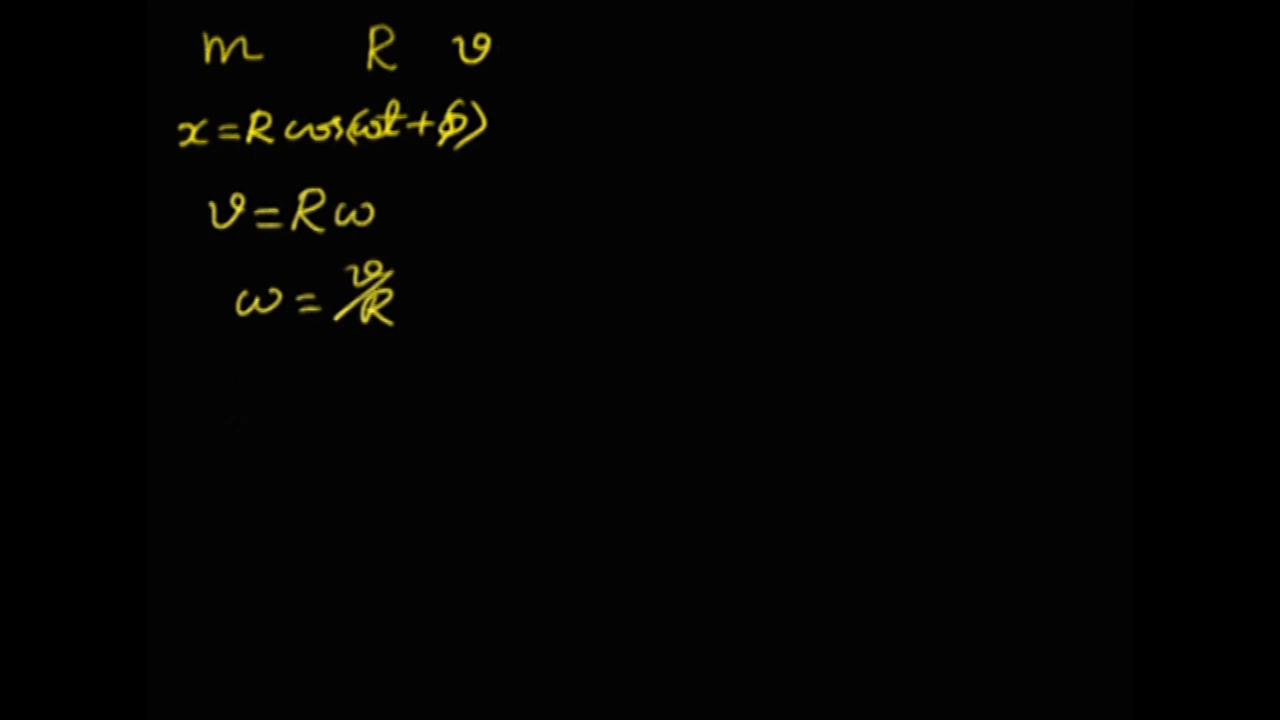 m R v
x = R cos(ωt + φ)
v = Rω
ω = v/R